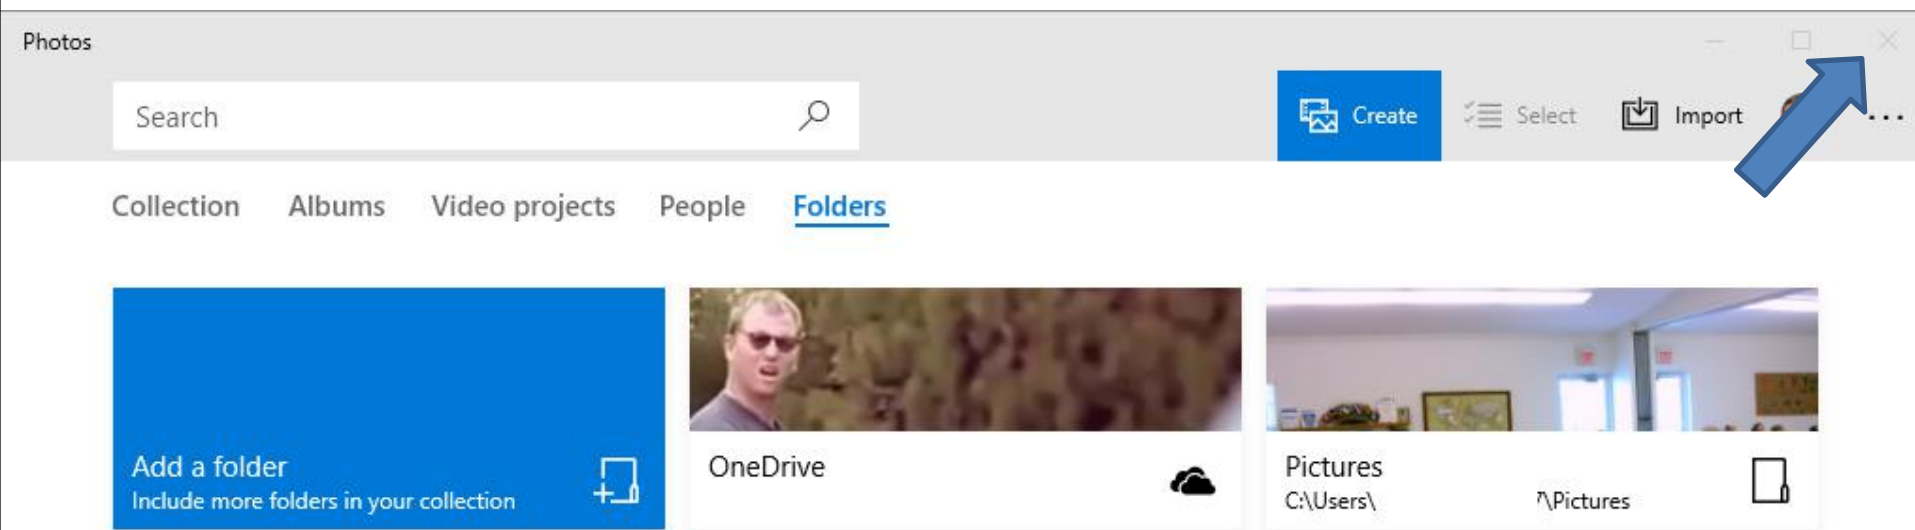 Photos
Search
Create
Select
Import
Collection
Albums
Video projects
People
Folders
Add a folder
Include more folders in your collection
OneDrive
Pictures
C:\Users\ \Pictures